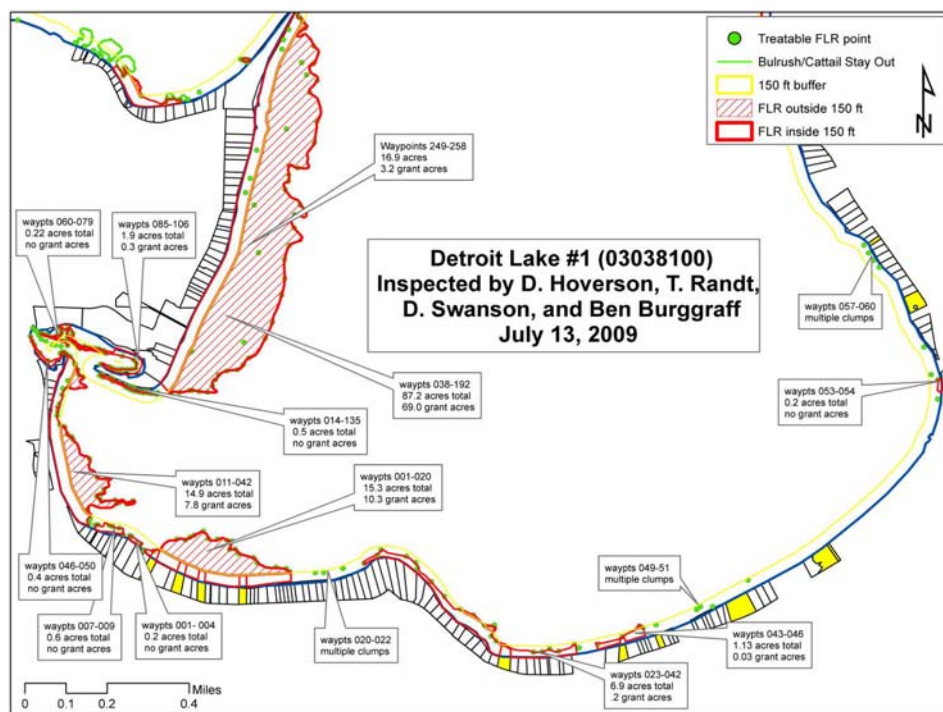 Treatable FLR point
Bulrush/Cattail Stay Out
150 ft buffer
FLR outside 150 ft
FLR inside 150 ft
N
Waypoints 249-258
16.9 acres
3.2 grant acres
waypts 060-079
0.22 acres total
no grant acres
waypts 085-106
1.9 acres total
0.3 grant acres
Detroit Lake #1 (03038100)
Inspected by D. Hoverson, T. Randt,
D. Swanson, and Ben Burggraff
July 13, 2009
waypts 057-060
multiple clumps
waypts 038-192
87.2 acres total
69.0 grant acres
waypts 053-054
0.2 acres total
no grant acres
waypts 014-135
0.5 acres total
no grant acres
waypts 011-042
14.9 acres total
7.8 grant acres
waypts 001-020
15.3 acres total
10.3 grant acres
waypts 046-050
0.4 acres total
no grant acres
waypts 049-51
multiple clumps
waypts 007-009
0.6 acres total
no grant acres
waypts 001- 004
0.2 acres total
no grant acres
waypts 020-022
multiple clumps
waypts 043-046
1.13 acres total
0.03 grant acres
waypts 023-042
6.9 acres total
.2 grant acres
Miles
0 0.1 0.2 0.4